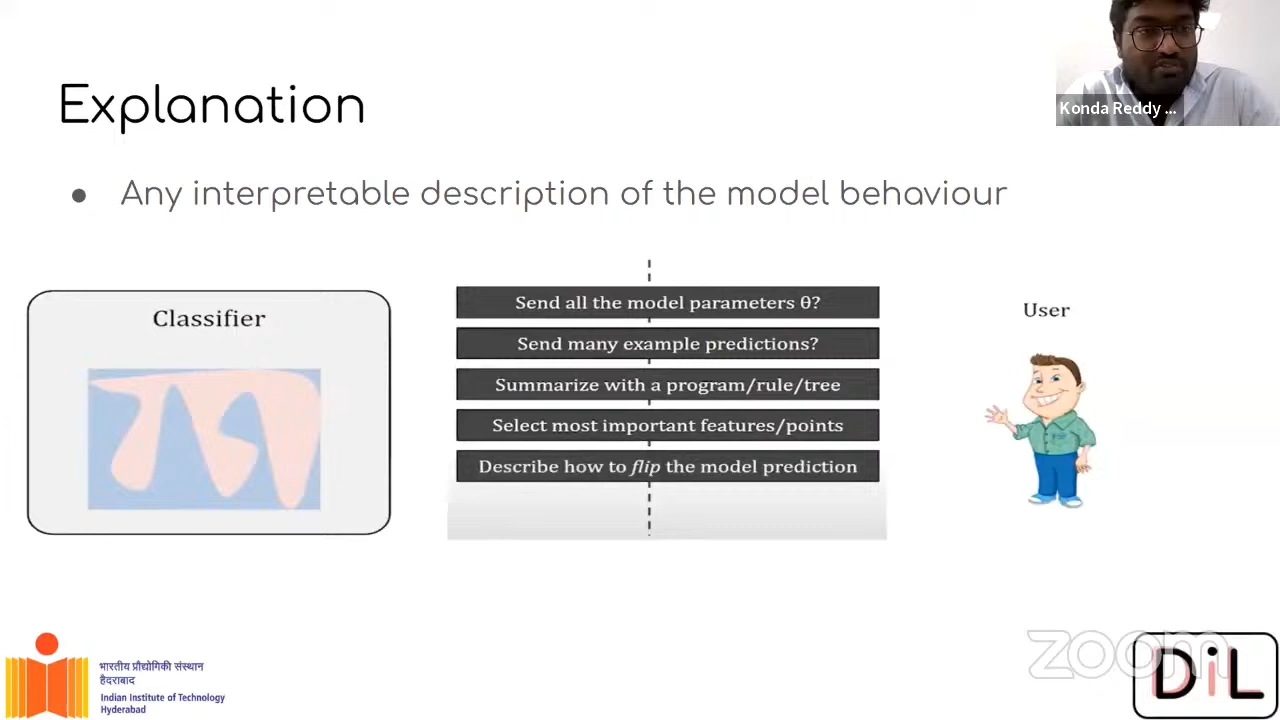 Explanation
Konda Reddy ...
● Any interpretable description of the model behaviour
Classifier
Send all the model parameters θ?
Send many example predictions?
Summarize with a program/rule/tree
Select most important features/points
Describe how to flip the model prediction
User
भारतीय प्रौद्योगिकी संस्थान
हैदराबाद
Indian Institute of Technology
Hyderabad
zoom
DiL